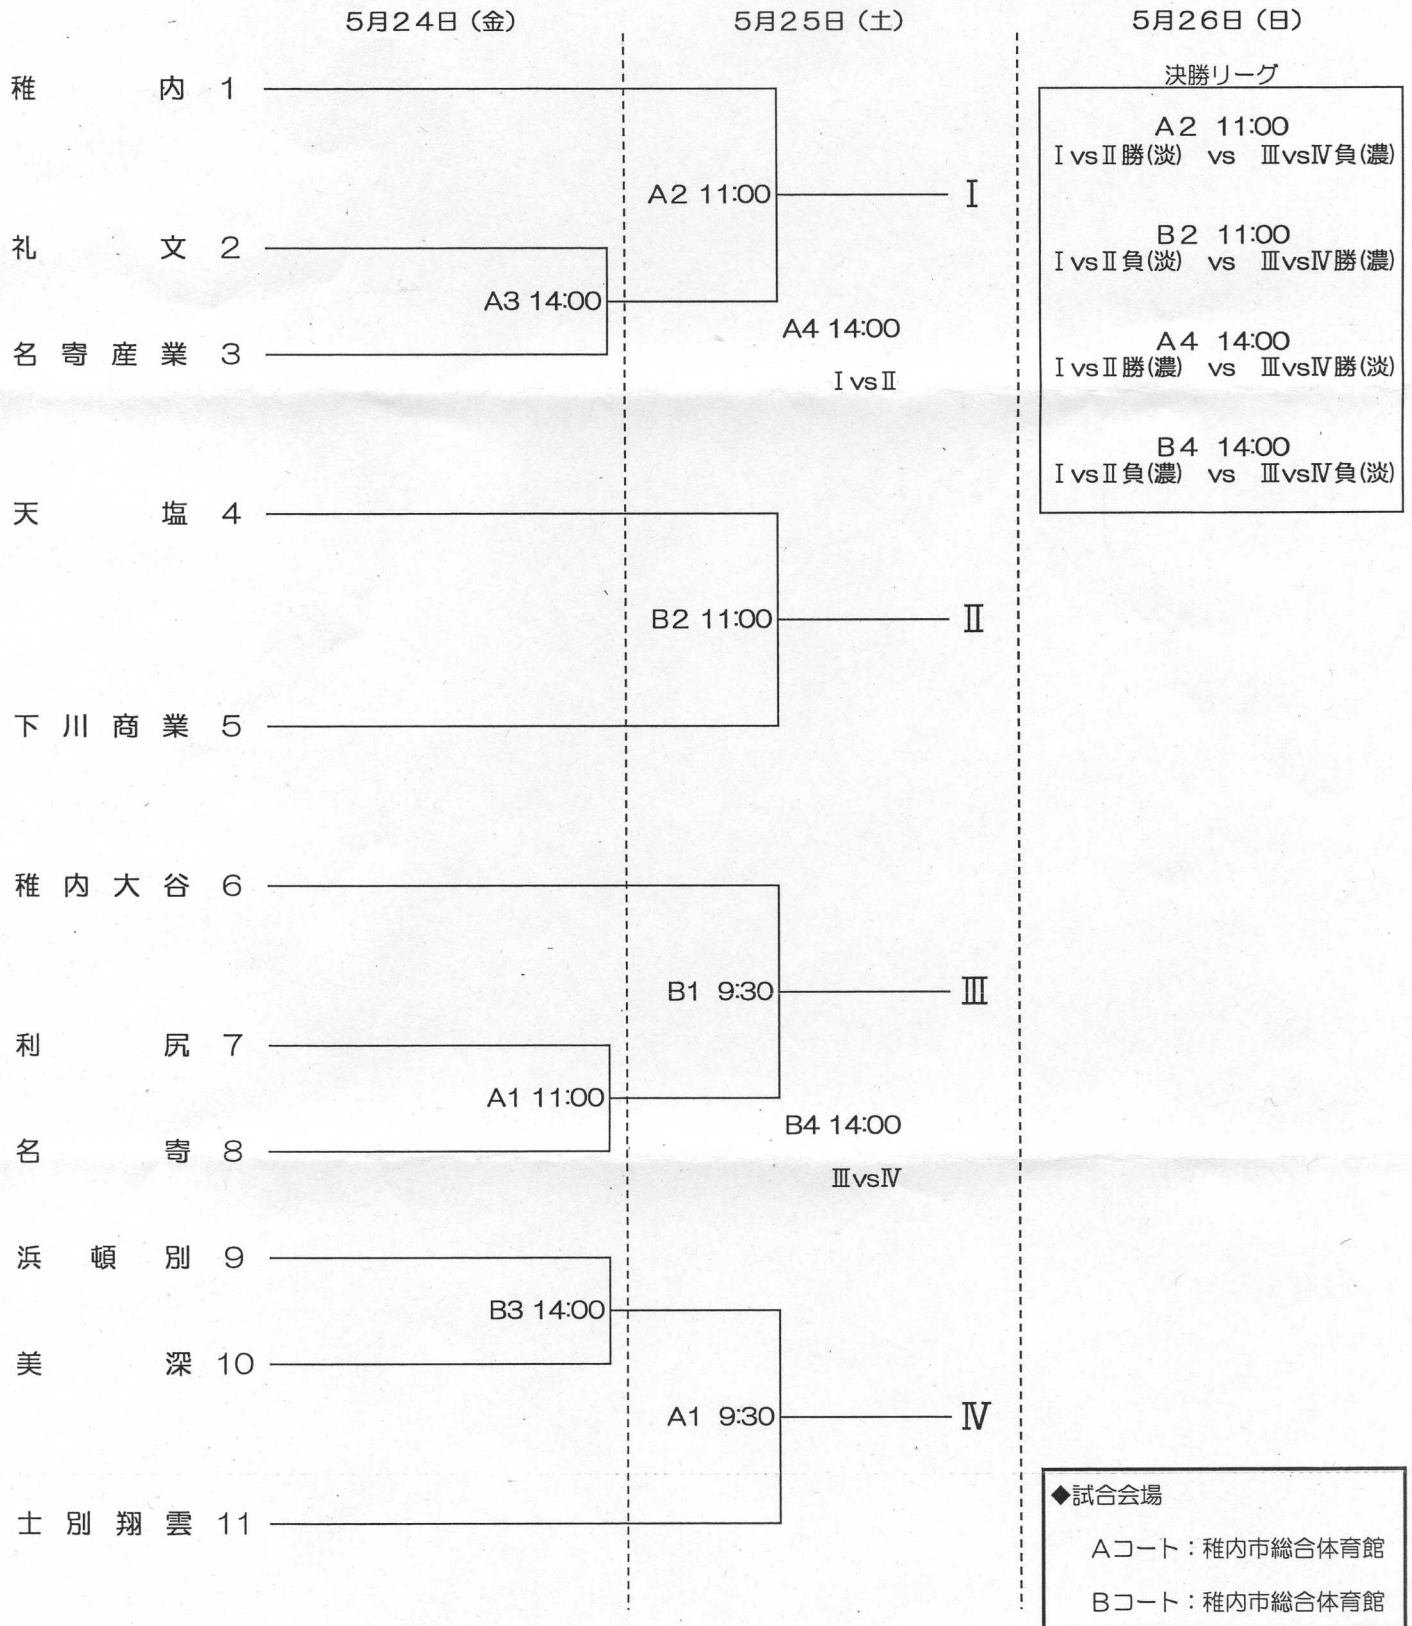 5月24日（金）　5月25日（土）　5月26日（日）
決勝リーグ
稚内 1
A2 11:00
ⅠvsⅡ勝(淡)　vs　ⅢvsⅣ負(濃)
A2 11:00
Ⅰ
B2 11:00
礼文 2
ⅠvsⅡ負(淡)　vs　ⅢvsⅣ勝(濃)
A3 14:00
A4 14:00
A4 14:00
名寄産業 3
ⅠvsⅡ勝(濃)　vs　ⅢvsⅣ勝(淡)
ⅠvsⅡ
B4 14:00
ⅠvsⅡ負(濃)　vs　ⅢvsⅣ負(淡)
天塩 4
B2 11:00
Ⅱ
下川商業 5
稚内大谷 6
B1 9:30
Ⅲ
利尻 7
A1 11:00
B4 14:00
名寄 8
ⅢvsⅣ
浜頓別 9
B3 14:00
美深 10
A1 9:30
Ⅳ
◆試合会場
士別翔雲 11
Aコート：稚内市総合体育館
Bコート：稚内市総合体育館